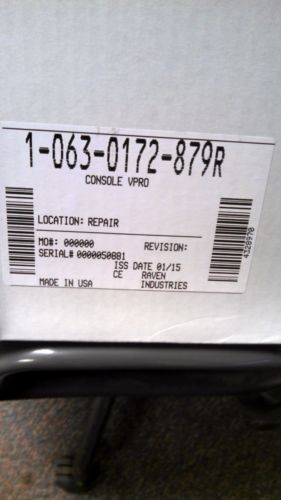 1-063-0172-879R
CONSOLE VPRO
LOCATION: REPAIR
MO#: 000000 REVISION:
SERIAL# 0000050881
ISS DATE 01/15
CE RAVEN
MADE IN USA INDUSTRIES
4328970